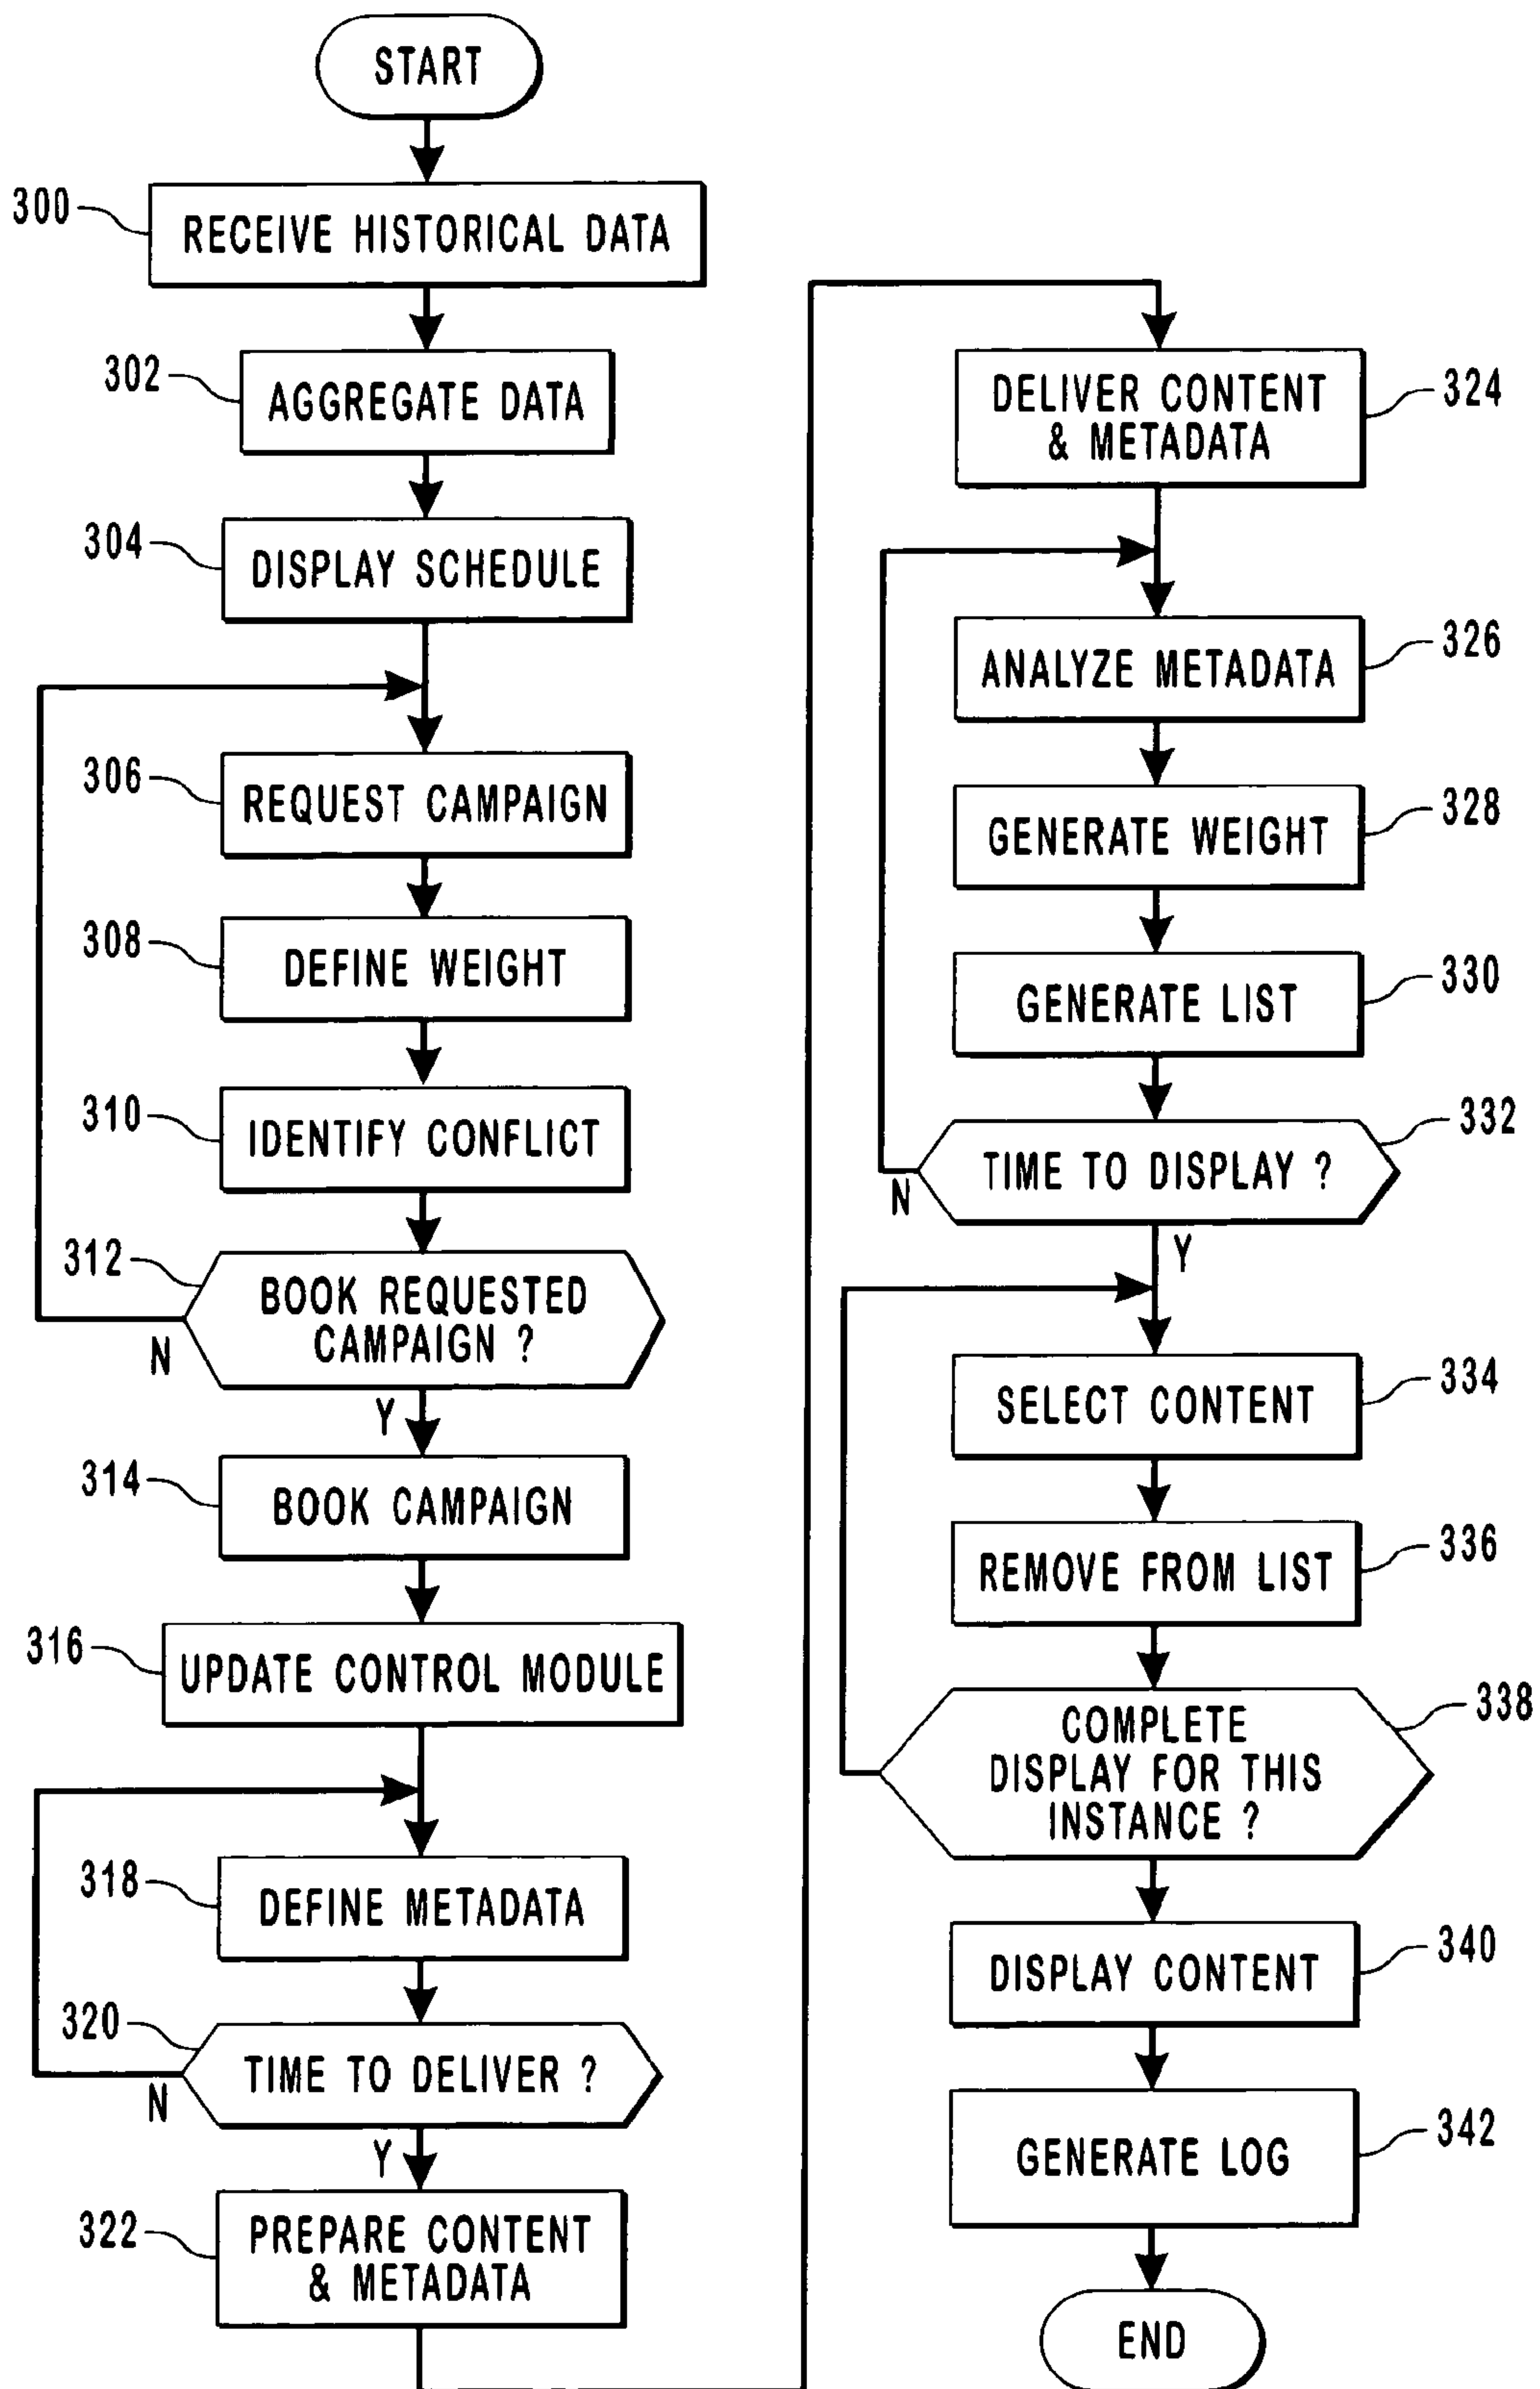 START
300
RECEIVE HISTORICAL DATA
302
AGGREGATE DATA
304
DISPLAY SCHEDULE
306
REQUEST CAMPAIGN
308
DEFINE WEIGHT
310
IDENTIFY CONFLICT
312
BOOK REQUESTED
CAMPAIGN ?
N
Y
314
BOOK CAMPAIGN
316
UPDATE CONTROL MODULE
318
DEFINE METADATA
320
TIME TO DELIVER ?
N
Y
322
PREPARE CONTENT
& METADATA
DELIVER CONTENT
& METADATA
324
ANALYZE METADATA
326
GENERATE WEIGHT
328
GENERATE LIST
330
TIME TO DISPLAY ?
332
N
Y
SELECT CONTENT
334
REMOVE FROM LIST
336
COMPLETE
DISPLAY FOR THIS
INSTANCE ?
338
DISPLAY CONTENT
340
GENERATE LOG
342
END